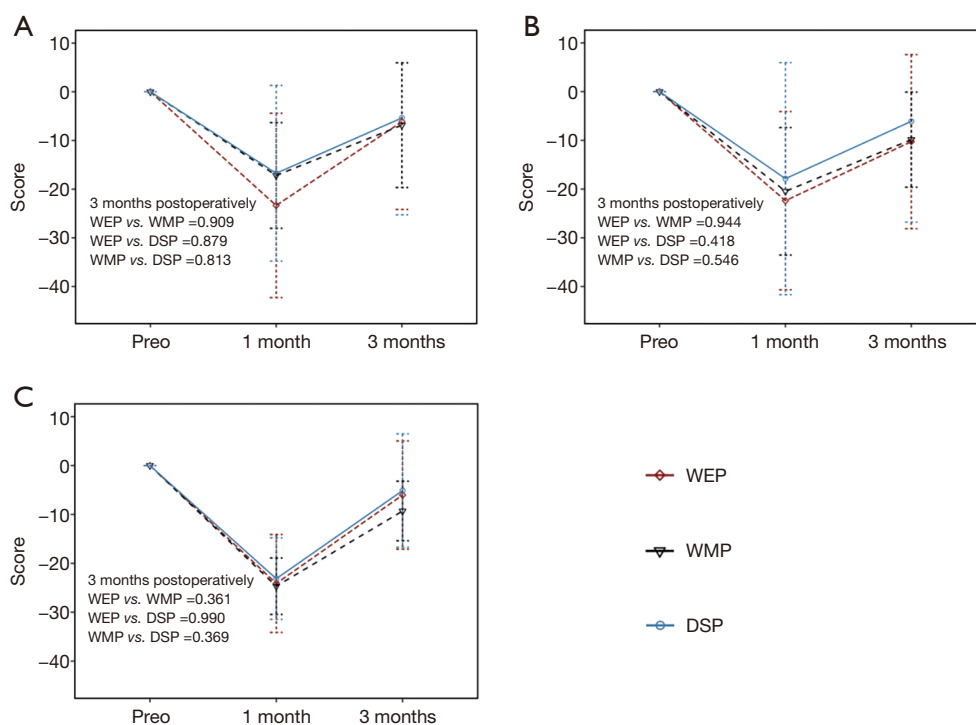 A
10
0
−10
−20
−30
−40
Score
3 months postoperatively
WEP vs. WMP =0.909
WEP vs. DSP =0.879
WMP vs. DSP =0.813
Preo 1 month 3 months
B
10
0
−10
−20
−30
−40
Score
3 months postoperatively
WEP vs. WMP =0.944
WEP vs. DSP =0.418
WMP vs. DSP =0.546
Preo 1 month 3 months
C
10
0
−10
−20
−30
−40
Score
3 months postoperatively
WEP vs. WMP =0.361
WEP vs. DSP =0.990
WMP vs. DSP =0.369
Preo 1 month 3 months
WEP
WMP
DSP